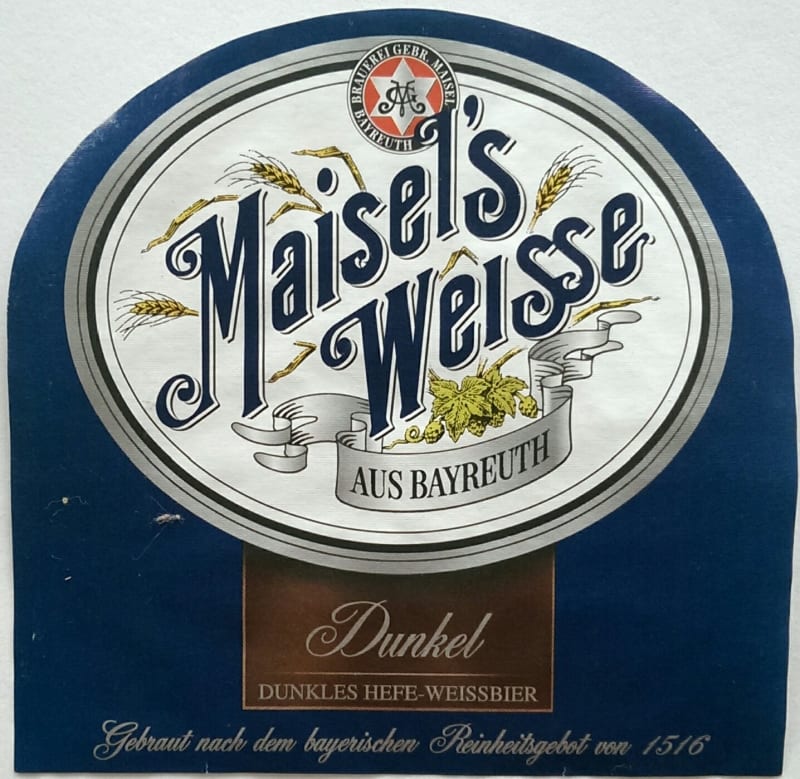 BRAUEREI GEBR. MAISEL
BAYREUTH
Maisel's
Weisse
AUS BAYREUTH
Dunkel
DUNKLES HEFE-WEISSBIER
Gebraut nach dem bayerischen Reinheitsgebot von 1516